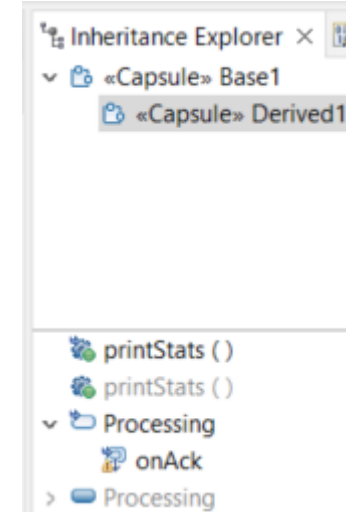 Inheritance Explorer
«Capsule» Base1
«Capsule» Derived1
printStats ( )
printStats ( )
Processing
onAck
Processing